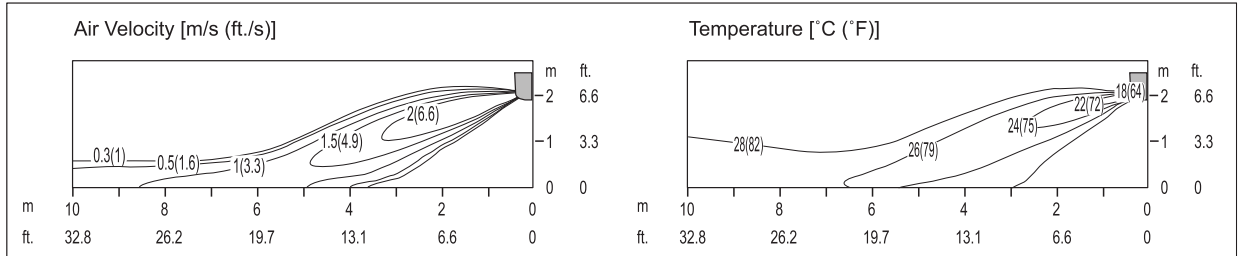 Air Velocity [m/s (ft./s)]
m ft.
2 6.6
1 3.3
0 0
2(6.6)
1.5(4.9)
0.3(1) 0.5(1.6) 1(3.3)
m 10 8 6 4 2 0
ft. 32.8 26.2 19.7 13.1 6.6 0
Temperature [˚C (˚F)]
m ft.
2 6.6
1 3.3
0 0
18(64)
22(72)
24(75)
28(82) 26(79)
m 10 8 6 4 2 0
ft. 32.8 26.2 19.7 13.1 6.6 0